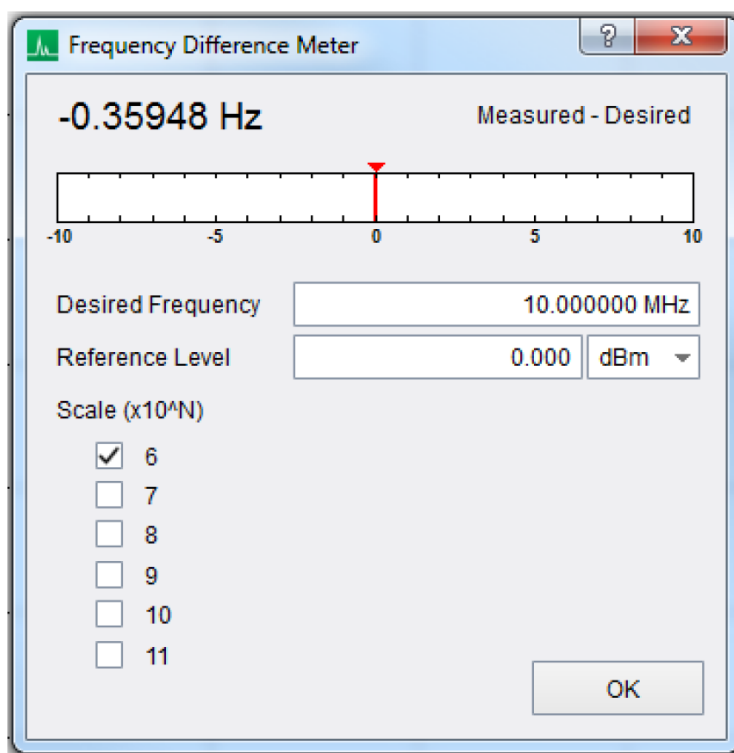 Frequency Difference Meter
-0.35948 Hz Measured - Desired
-10 -5 0 5 10
Desired Frequency 10.000000 MHz
Reference Level 0.000 dBm
Scale (x10^N)
6
7
8
9
10
11
OK